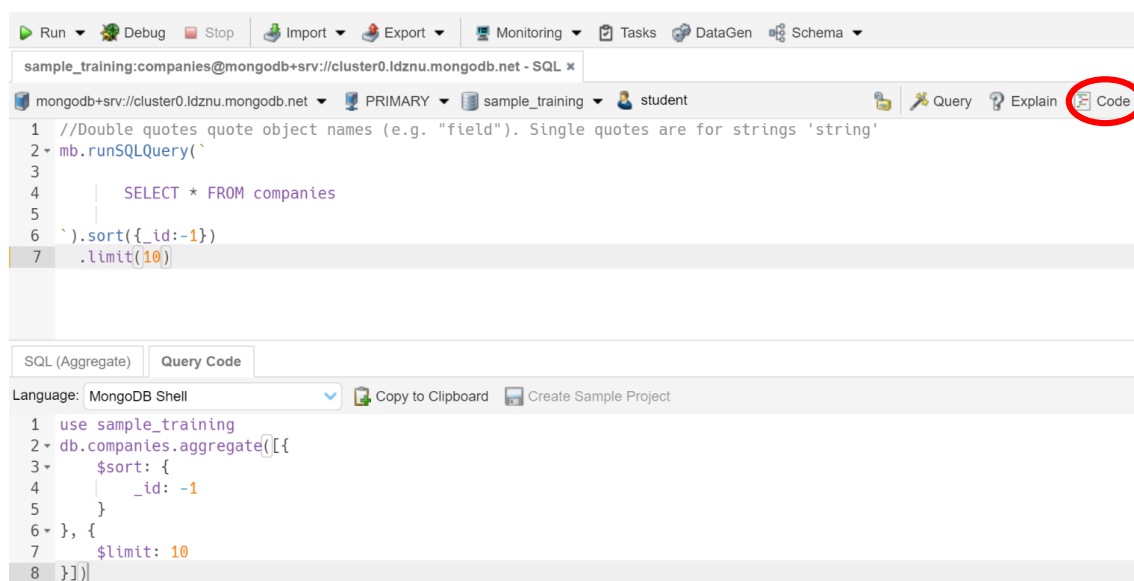 Run Debug Stop Import Export Monitoring Tasks DataGen Schema
sample_training:companies@mongodb+srv://cluster0.ldznu.mongodb.net - SQL ×
mongodb+srv://cluster0.ldznu.mongodb.net PRIMARY sample_training student Query Explain Code
1 //Double quotes quote object names (e.g. "field"). Single quotes are for strings 'string'
2 mb.runSQLQuery(`
3
4 SELECT * FROM companies
5
6 `).sort({_id:-1})
7 .limit(10)
SQL (Aggregate) Query Code
Language: MongoDB Shell Copy to Clipboard Create Sample Project
1 use sample_training
2 db.companies.aggregate([{
3 $sort: {
4 _id: -1
5 }
6 }, {
7 $limit: 10
8 }])